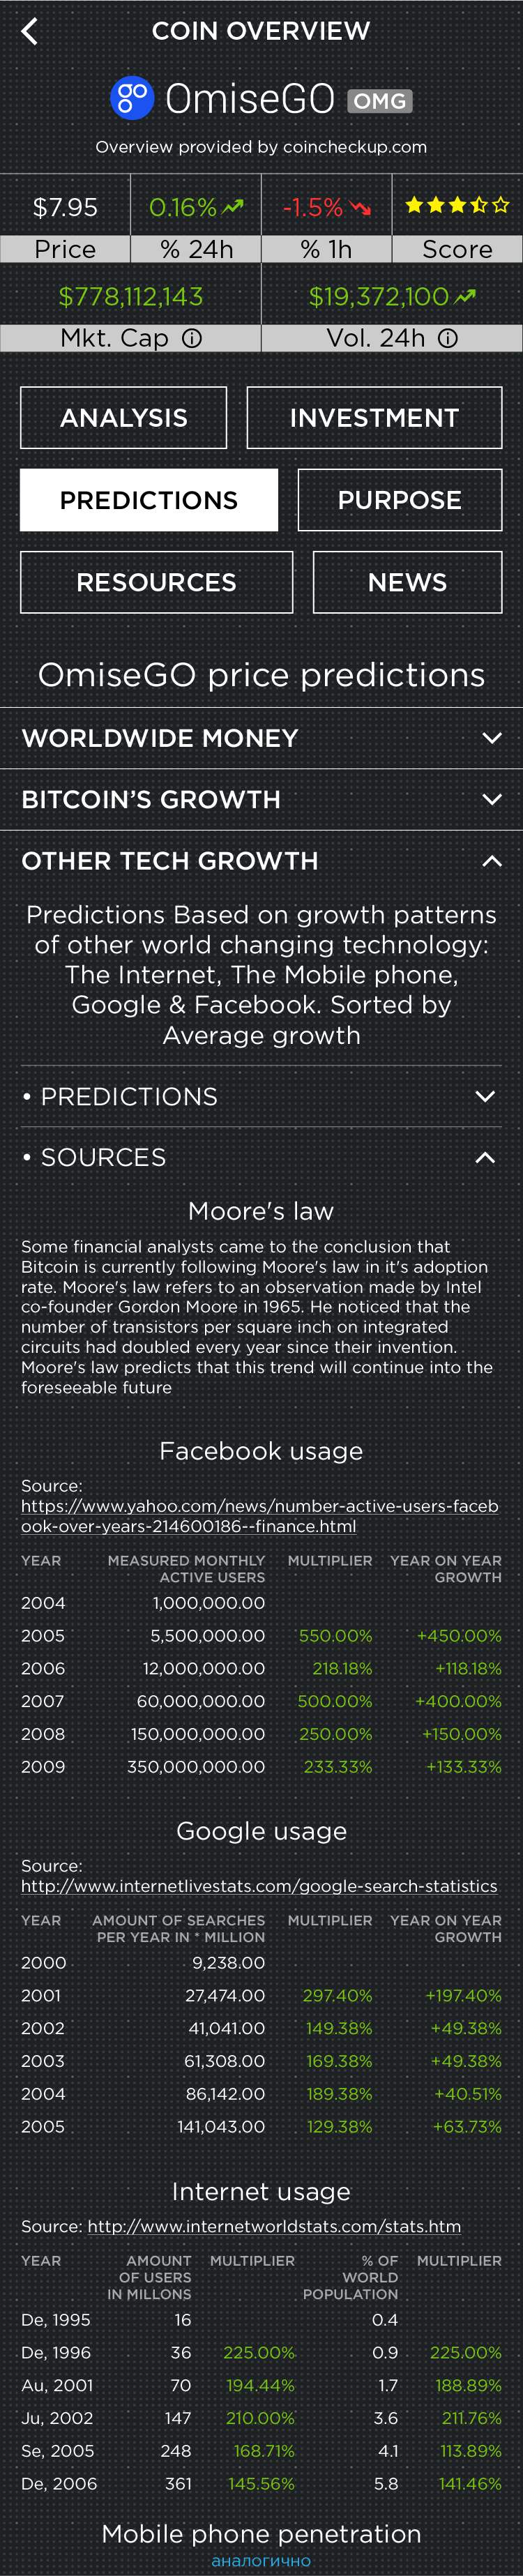 COIN OVERVIEW
OmiseGO OMG
Overview provided by coincheckup.com
$7.95 0.16% -1.5%
Price % 24h % 1h Score
$778,112,143 $19,372,100
Mkt. Cap Vol. 24h
ANALYSIS INVESTMENT
PREDICTIONS PURPOSE
RESOURCES NEWS
OmiseGO price predictions
WORLDWIDE MONEY
BITCOIN’S GROWTH
OTHER TECH GROWTH
Predictions Based on growth patterns
of other world changing technology:
The Internet, The Mobile phone,
Google & Facebook. Sorted by
Average growth
• PREDICTIONS
• SOURCES
Moore's law
Some financial analysts came to the conclusion that
Bitcoin is currently following Moore's law in it's adoption
rate. Moore's law refers to an observation made by Intel
co-founder Gordon Moore in 1965. He noticed that the
number of transistors per square inch on integrated
circuits had doubled every year since their invention.
Moore's law predicts that this trend will continue into the
foreseeable future
Facebook usage
Source:
https://www.yahoo.com/news/number-active-users-faceb
ook-over-years-214600186--finance.html
YEAR MEASURED MONTHLY MULTIPLIER YEAR ON YEAR
ACTIVE USERS GROWTH
2004 1,000,000.00
2005 5,500,000.00 550.00% +450.00%
2006 12,000,000.00 218.18% +118.18%
2007 60,000,000.00 500.00% +400.00%
2008 150,000,000.00 250.00% +150.00%
2009 350,000,000.00 233.33% +133.33%
Google usage
Source:
http://www.internetlivestats.com/google-search-statistics
YEAR AMOUNT OF SEARCHES MULTIPLIER YEAR ON YEAR
PER YEAR IN * MILLION GROWTH
2000 9,238.00
2001 27,474.00 297.40% +197.40%
2002 41,041.00 149.38% +49.38%
2003 61,308.00 169.38% +49.38%
2004 86,142.00 189.38% +40.51%
2005 141,043.00 129.38% +63.73%
Internet usage
Source: http://www.internetworldstats.com/stats.htm
YEAR AMOUNT MULTIPLIER % OF MULTIPLIER
OF USERS WORLD
IN MILLONS POPULATION
De, 1995 16 0.4
De, 1996 36 225.00% 0.9 225.00%
Au, 2001 70 194.44% 1.7 188.89%
Ju, 2002 147 210.00% 3.6 211.76%
Se, 2005 248 168.71% 4.1 113.89%
De, 2006 361 145.56% 5.8 141.46%
Mobile phone penetration
аналогично